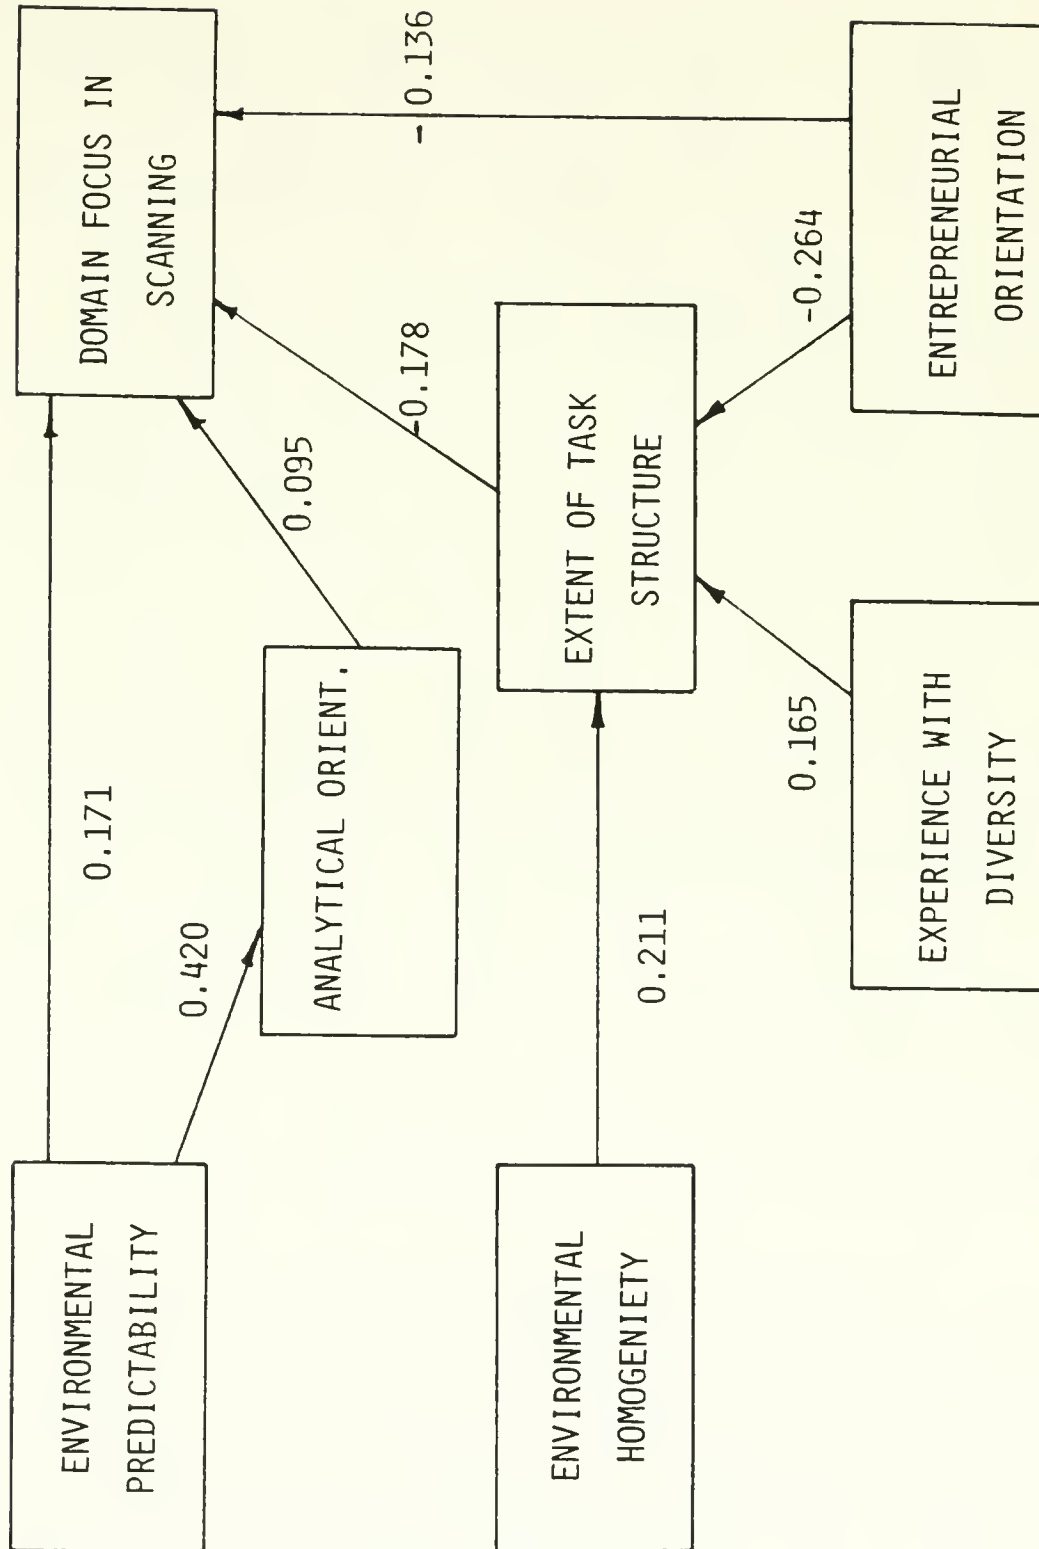 ENVIRONMENTAL
PREDICTABILITY
0.171
DOMAIN FOCUS IN
SCANNING
0.420
ANALYTICAL ORIENT.
0.095
-0.178
- 0.136
ENVIRONMENTAL
HOMOGENIETY
0.211
EXTENT OF TASK
STRUCTURE
0.165
-0.264
EXPERIENCE WITH
DIVERSITY
ENTREPRENEURIAL
ORIENTATION